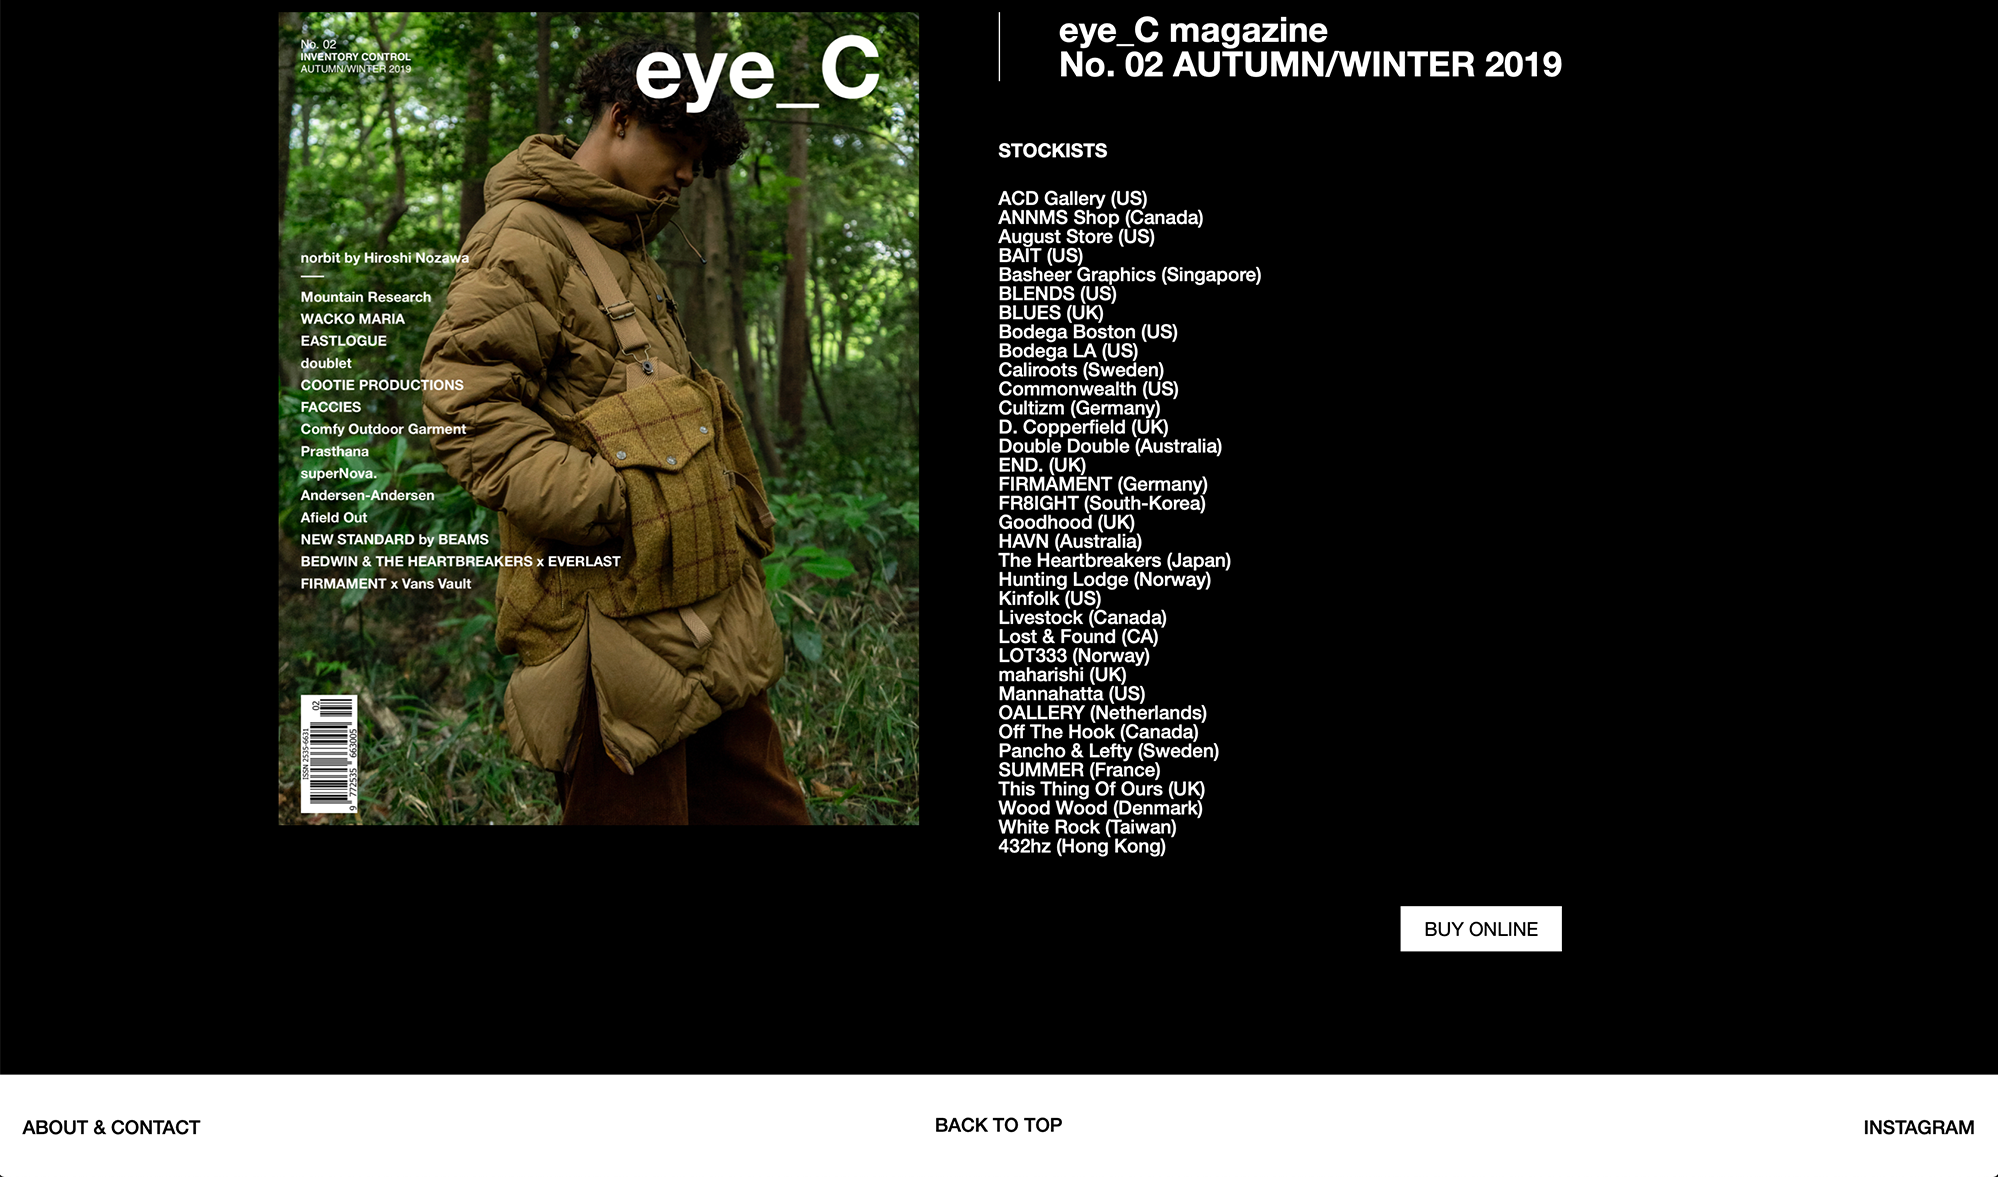 No. 02
INVENTORY CONTROL
AUTUMN/WINTER 2019
eye_C
norbit by Hiroshi Nozawa
Mountain Research
WACKO MARIA
EASTLOGUE
doublet
COOTIE PRODUCTIONS
FACCIES
Comfy Outdoor Garment
Prasthana
superNova.
Andersen-Andersen
Afield Out
NEW STANDARD by BEAMS
BEDWIN & THE HEARTBREAKERS x EVERLAST
FIRMAMENT x Vans Vault
ISSN 2535-6631
02
9 772535 663005
eye_C magazine
No. 02 AUTUMN/WINTER 2019
STOCKISTS
ACD Gallery (US)
ANNMS Shop (Canada)
August Store (US)
BAIT (US)
Basheer Graphics (Singapore)
BLENDS (US)
BLUES (UK)
Bodega Boston (US)
Bodega LA (US)
Caliroots (Sweden)
Commonwealth (US)
Cultizm (Germany)
D. Copperfield (UK)
Double Double (Australia)
END. (UK)
FIRMAMENT (Germany)
FR8IGHT (South-Korea)
Goodhood (UK)
HAVN (Australia)
The Heartbreakers (Japan)
Hunting Lodge (Norway)
Kinfolk (US)
Livestock (Canada)
Lost & Found (CA)
LOT333 (Norway)
maharishi (UK)
Mannahatta (US)
OALLERY (Netherlands)
Off The Hook (Canada)
Pancho & Lefty (Sweden)
SUMMER (France)
This Thing Of Ours (UK)
Wood Wood (Denmark)
White Rock (Taiwan)
432hz (Hong Kong)
BUY ONLINE
ABOUT & CONTACT
BACK TO TOP
INSTAGRAM